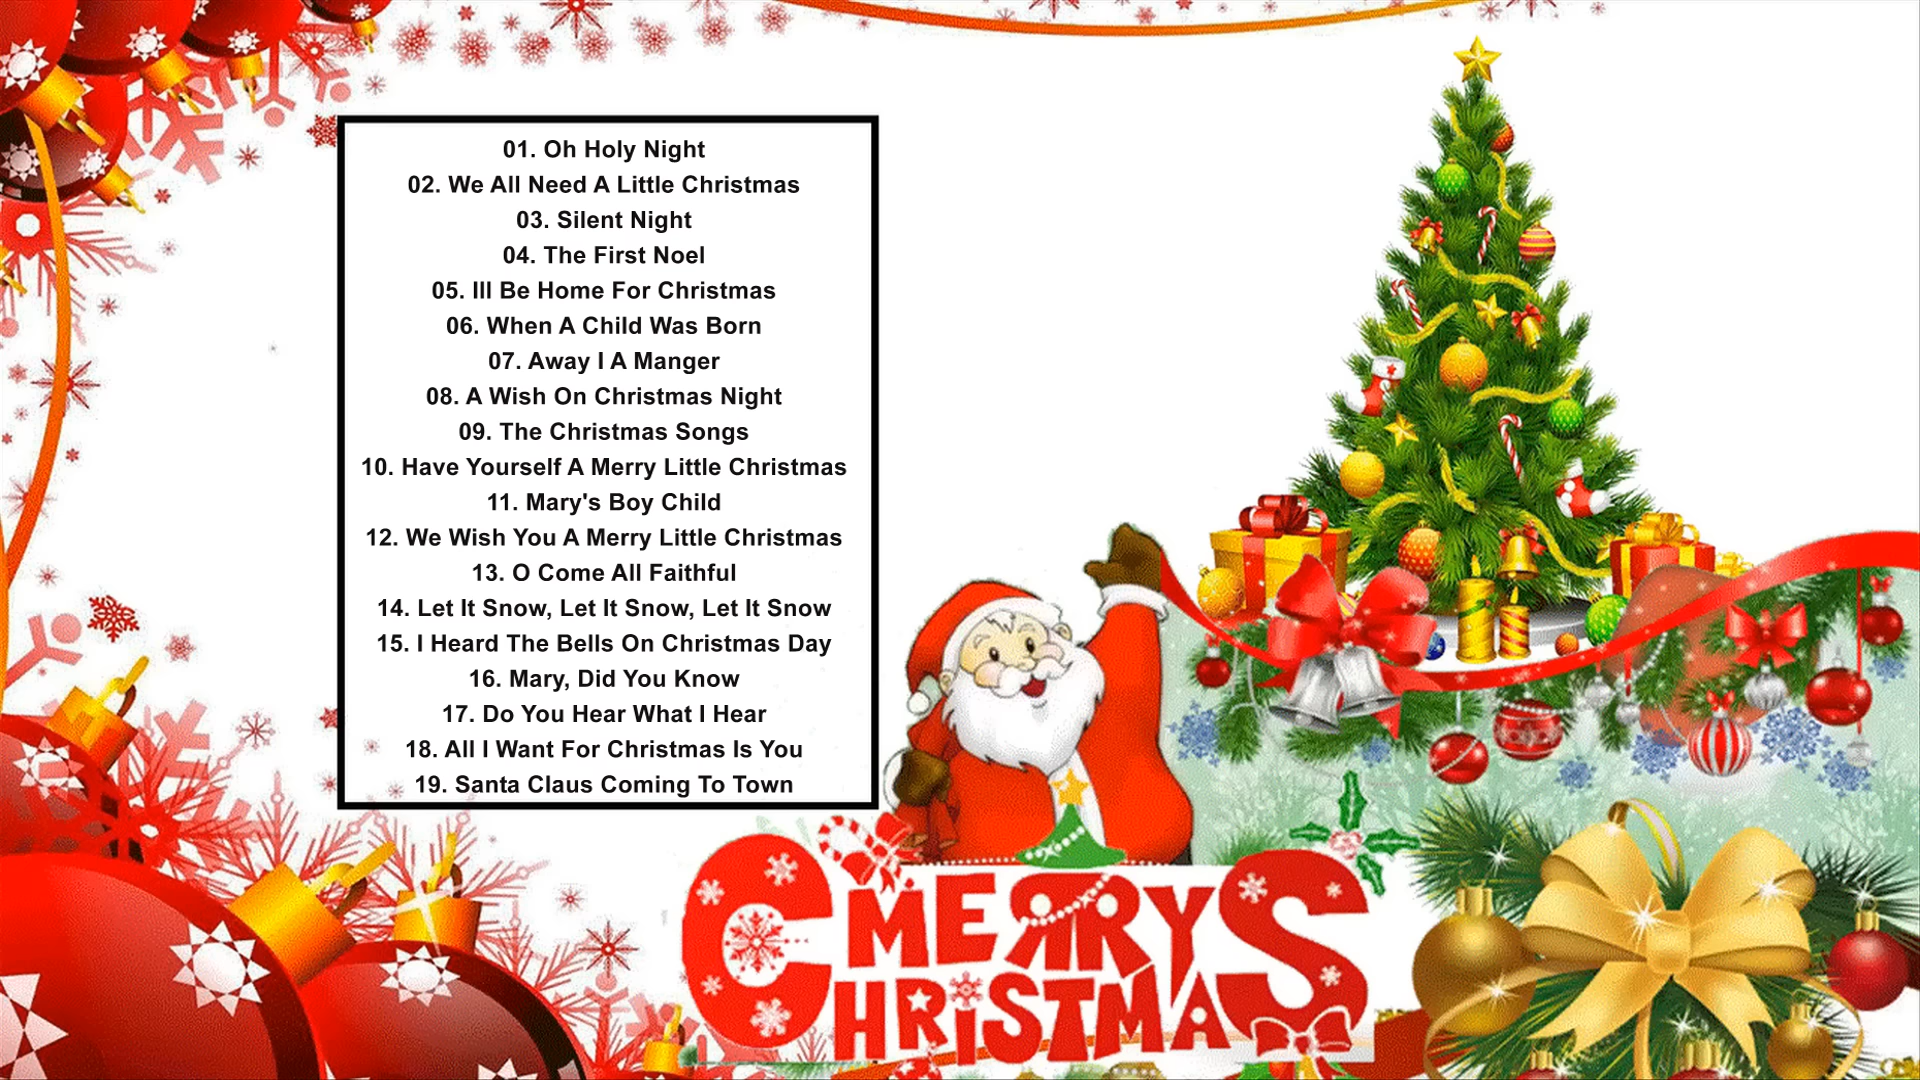 01. Oh Holy Night
02. We All Need A Little Christmas
03. Silent Night
04. The First Noel
05. Ill Be Home For Christmas
06. When A Child Was Born
07. Away I A Manger
08. A Wish On Christmas Night
09. The Christmas Songs
10. Have Yourself A Merry Little Christmas
11. Mary's Boy Child
12. We Wish You A Merry Little Christmas
13. O Come All Faithful
14. Let It Snow, Let It Snow, Let It Snow
15. I Heard The Bells On Christmas Day
16. Mary, Did You Know
17. Do You Hear What I Hear
18. All I Want For Christmas Is You
19. Santa Claus Coming To Town
MERRY
CHRiSTMAS